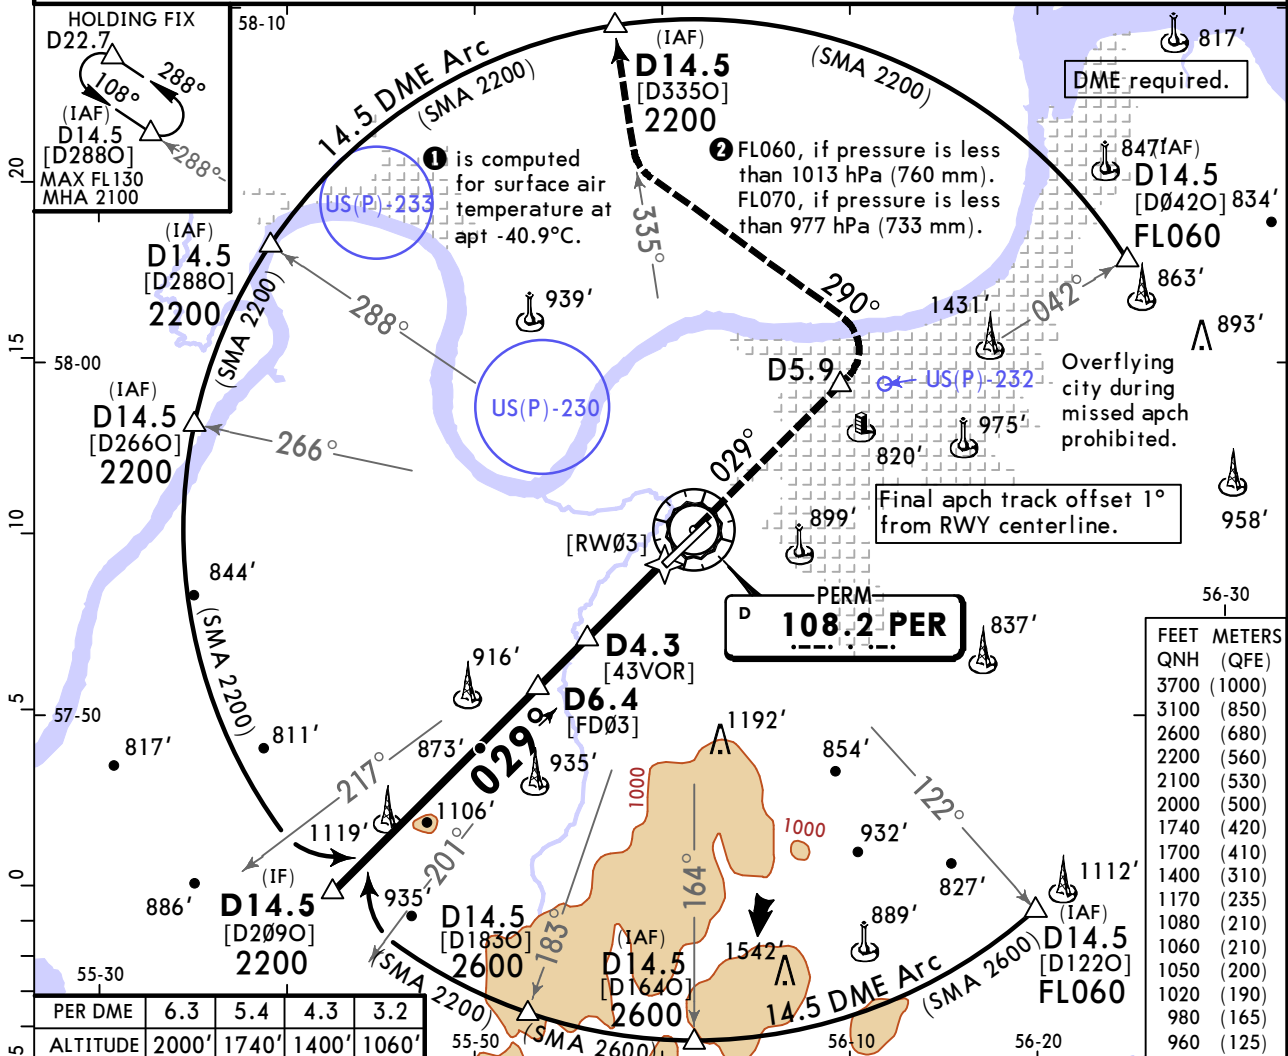 HOLDING FIX
D22.7
288°
108°
(IAF)
D14.5
[D288O]
288°
MAX FL130
MHA 2100
58-10
14.5 DME Arc
(SMA 2200)
(IAF)
D14.5
[D335O]
2200
(SMA 2200)
817'
DME required.
1 is computed
for surface air
temperature at
apt -40.9°C.
2 FL060, if pressure is less
than 1013 hPa (760 mm).
FL070, if pressure is less
than 977 hPa (733 mm).
847'
(IAF)
D14.5
[DØ42O]
FL060
834'
20
US(P)-233
335°
(IAF)
D14.5
[D288O]
2200
(SMA 2200)
288°
939'
290°
1431'
042°
863'
893'
15
58-00
D5.9
US(P)-232
Overflying
city during
missed apch
prohibited.
(IAF)
D14.5
[D266O]
2200
266°
US(P)-230
029°
820'
975'
958'
Final apch track offset 1°
from RWY centerline.
10
[RWØ3]
899'
844'
PERM
D 108.2 PER
56-30
(SMA 2200)
837'
D4.3
[43VOR]
916'
D6.4
[FDØ3]
5
57-50
817'
811'
873'
029°
935'
1192'
854'
217°
1000
122°
1119'
1106'
201°
1000
932'
827'
164°
1112'
0
886'
(IF)
D14.5
[D2Ø9O]
2200
935'
D14.5
[D183O]
2600
183°
(IAF)
D14.5
[D164O]
2600
1542'
889'
(IAF)
D14.5
[D122O]
FL060
(SMA 2200)
(SMA 2600)
14.5 DME Arc
(SMA 2600)
55-30
55-50
56-10
56-20
5
PER DME 6.3 5.4 4.3 3.2
ALTITUDE 2000' 1740' 1400' 1060'
FEET METERS
QNH (QFE)
3700 (1000)
3100 (850)
2600 (680)
2200 (560)
2100 (530)
2000 (500)
1740 (420)
1700 (410)
1400 (310)
1170 (235)
1080 (210)
1060 (210)
1050 (200)
1020 (190)
980 (165)
960 (125)